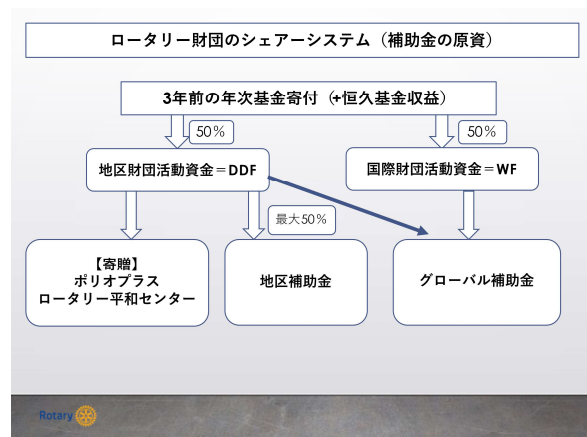 ロータリー財団のシェアーシステム（補助金の原資）
3年前の年次基金寄付（+恒久基金収益）
50％
50％
地区財団活動資金＝DDF
国際財団活動資金＝WF
最大50％
【寄贈】
ポリオプラス
ロータリー平和センター
地区補助金
グローバル補助金
Rotary